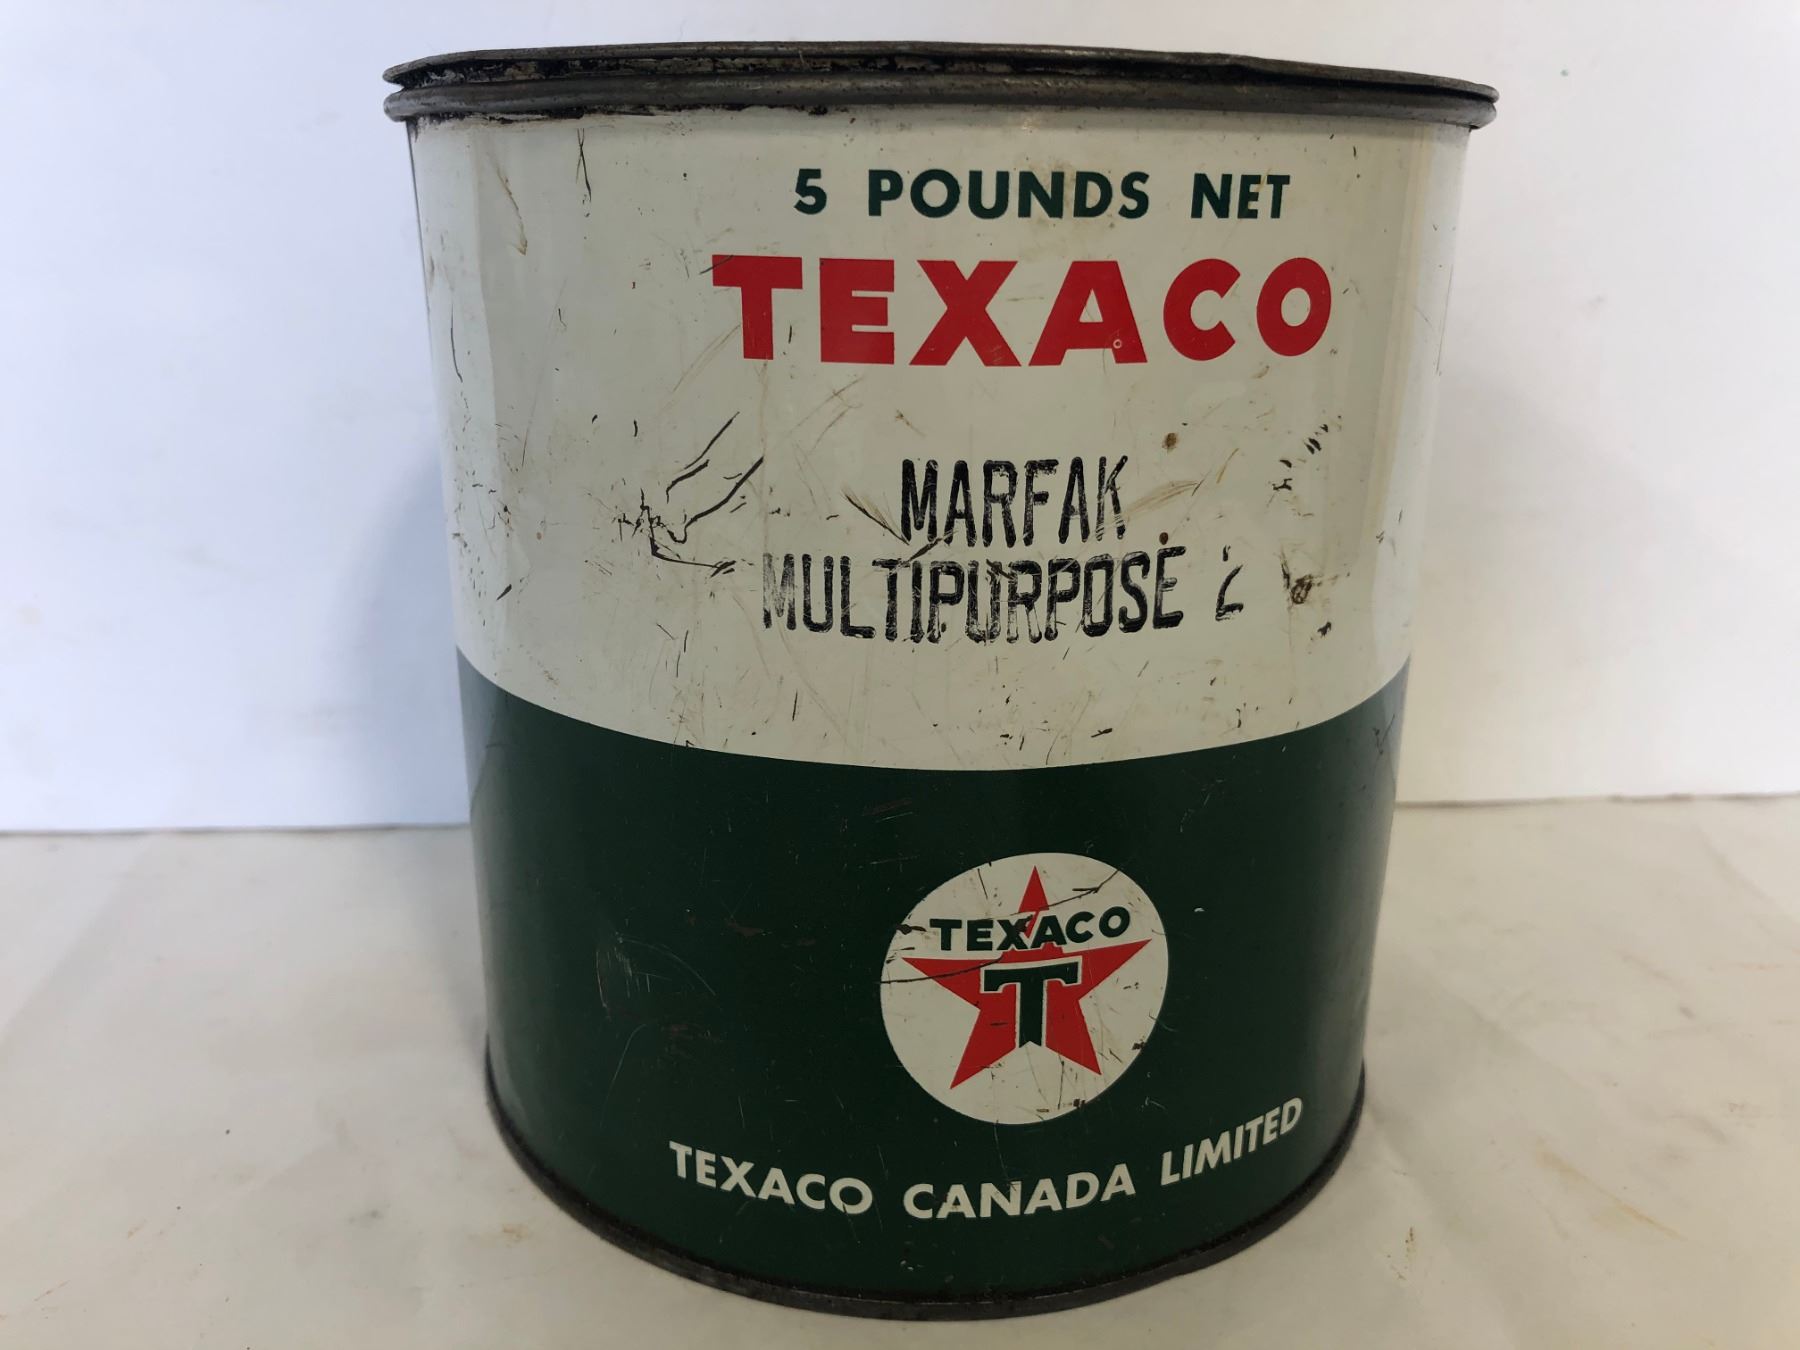 5 POUNDS NET
TEXACO
MARFAK
MULTIPURPOSE 2
TEXACO
T
TEXACO CANADA LIMITED